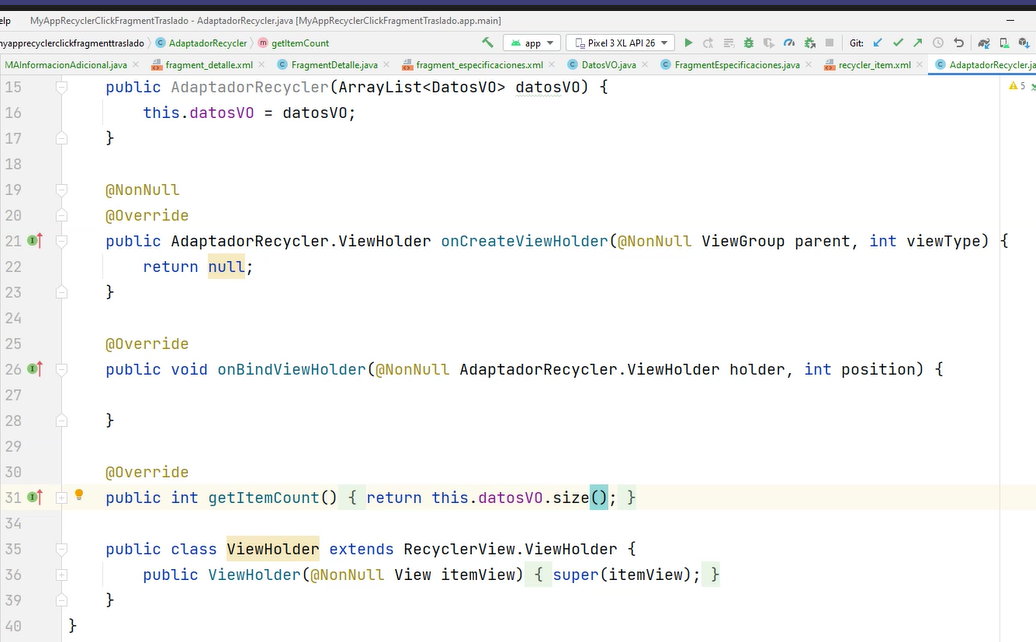 elp MyAppRecyclerClickFragmentTraslado - AdaptadorRecycler.java [MyAppRecyclerClickFragmentTraslado.app.main]
nyapprecyclerclickfragmenttraslado AdaptadorRecycler getItemCount app Pixel 3 XL API 26 Git:
MAInformacionAdicional.java fragment_detalle.xml FragmentDetalle.java fragment_especificaciones.xml DatosVO.java FragmentEspecificaciones.java recycler_item.xml AdaptadorRecycler.ja
15 public AdaptadorRecycler(ArrayList<DatosVO> datosVO) { 5
16 this.datosVO = datosVO;
17 }
18
19 @NonNull
20 @Override
21 public AdaptadorRecycler.ViewHolder onCreateViewHolder(@NonNull ViewGroup parent, int viewType) {
22 return null;
23 }
24
25 @Override
26 public void onBindViewHolder(@NonNull AdaptadorRecycler.ViewHolder holder, int position) {
27
28 }
29
30 @Override
31 public int getItemCount() { return this.datosVO.size(); }
34
35 public class ViewHolder extends RecyclerView.ViewHolder {
36 public ViewHolder(@NonNull View itemView) { super(itemView); }
39 }
40 }